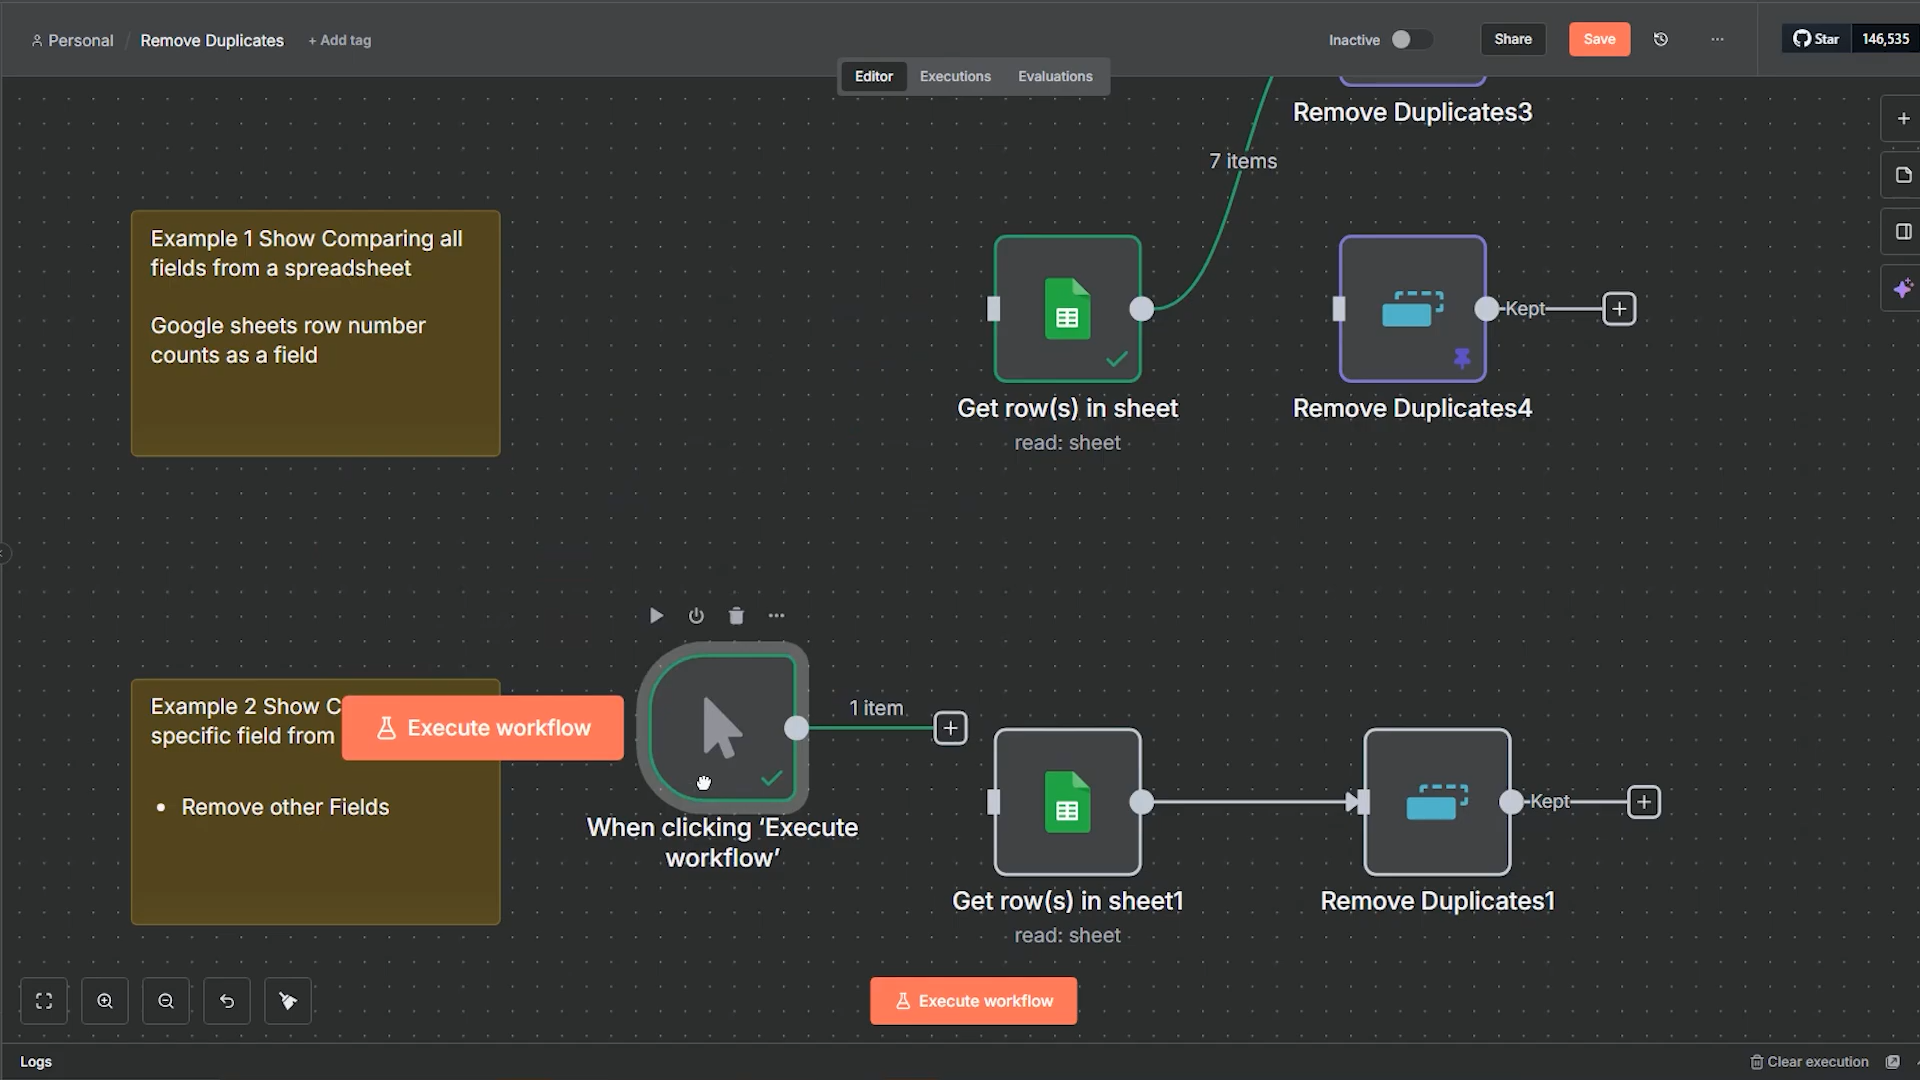 Personal / Remove Duplicates + Add tag
Inactive
Share
Save
Star 146,535
Editor Executions Evaluations
Remove Duplicates3
7 items
Example 1 Show Comparing all
fields from a spreadsheet
Google sheets row number
counts as a field
Kept
Get row(s) in sheet
read: sheet
Remove Duplicates4
Example 2 Show C
specific field from
Remove other Fields
Execute workflow
1 item
When clicking ‘Execute
workflow’
Kept
Get row(s) in sheet1
read: sheet
Remove Duplicates1
Execute workflow
Logs
Clear execution